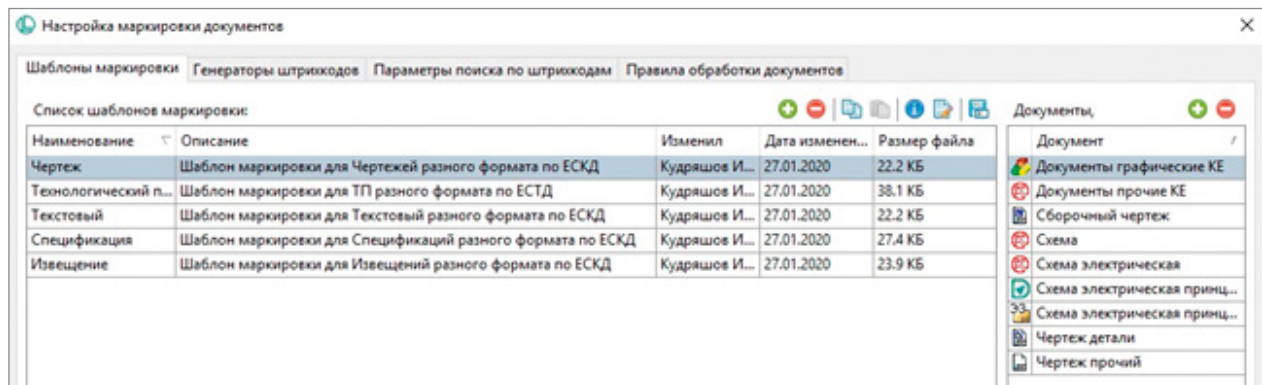 Настройка маркировки документов
Шаблоны маркировки Генераторы штрихкодов Параметры поиска по штрихкодам Правила обработки документов
Список шаблонов маркировки: Документы,
Наименование Описание Изменил Дата изменен... Размер файла Документ
Чертеж Шаблон маркировки для Чертежей разного формата по ЕСКД Кудряшов И... 27.01.2020 22.2 КБ Документы графические КЕ
Технологический п... Шаблон маркировки для ТП разного формата по ЕСТД Кудряшов И... 27.01.2020 38.1 КБ Документы прочие КЕ
Текстовый Шаблон маркировки для Текстовый разного формата по ЕСКД Кудряшов И... 27.01.2020 22.2 КБ Сборочный чертеж
Спецификация Шаблон маркировки для Спецификаций разного формата по ЕСКД Кудряшов И... 27.01.2020 27.4 КБ Схема
Извещение Шаблон маркировки для Извещений разного формата по ЕСКД Кудряшов И... 27.01.2020 23.9 КБ Схема электрическая
Схема электрическая принц...
Схема электрическая принц...
Чертеж детали
Чертеж прочий